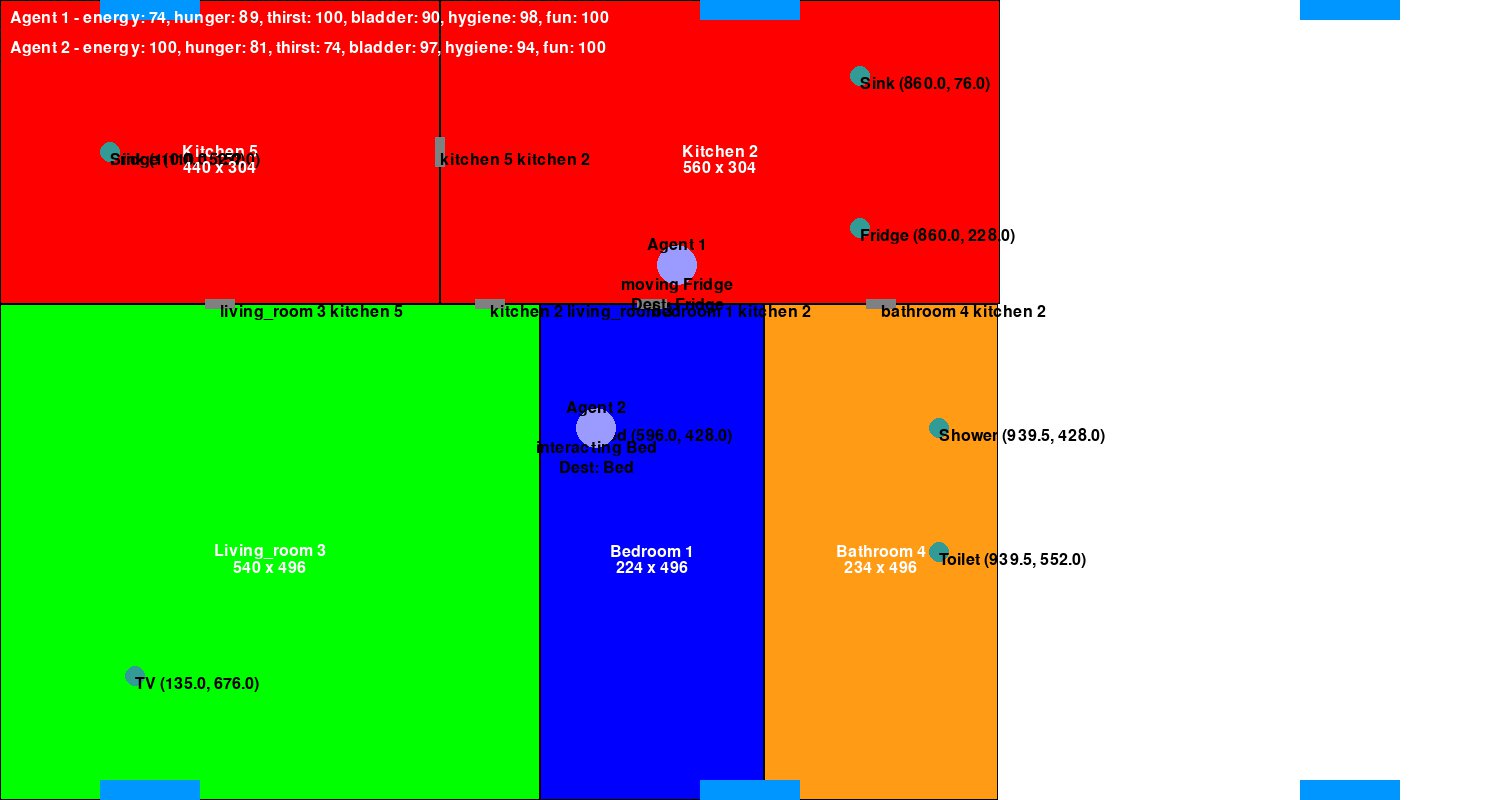 Agent 1 - energy: 74, hunger: 89, thirst: 100, bladder: 90, hygiene: 98, fun: 100
Agent 2 - energy: 100, hunger: 81, thirst: 74, bladder: 97, hygiene: 94, fun: 100
Sink (860.0, 76.0)
Kitchen 5
440 x 304
kitchen 5 kitchen 2
Kitchen 2
560 x 304
Fridge (860.0, 228.0)
Agent 1
moving Fridge
Dest: Fridge
living_room 3 kitchen 5
kitchen 2 living_room 3
bedroom 1 kitchen 2
bathroom 4 kitchen 2
Agent 2
(596.0, 428.0)
interacting Bed
Dest: Bed
Shower (939.5, 428.0)
Living_room 3
540 x 496
Bedroom 1
224 x 496
Bathroom 4
234 x 496
Toilet (939.5, 552.0)
TV (135.0, 676.0)